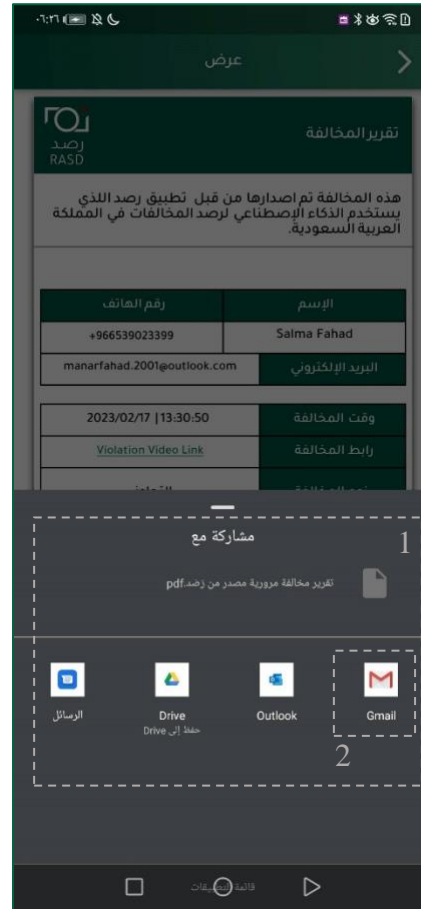 ٠٦:٢٦
عرض
رصد
RASD
تقرير المخالفة
هذه المخالفة تم اصدارها من قبل تطبيق رصد اللذي
يستخدم الذكاء الإصطناعي لرصد المخالفات في المملكة
العربية السعودية.
الإسم
Salma Fahad
رقم الهاتف
+966539023399
البريد الإلكتروني
manarfahad.2001@outlook.com
وقت المخالفة
2023/02/17 |13:30:50
رابط المخالفة
Violation Video Link
مشاركة مع
1
تقرير مخالفة مرورية مصدر من زضد.pdf
Gmail
Outlook
Drive
حفظ إلى Drive
الرسائل
2